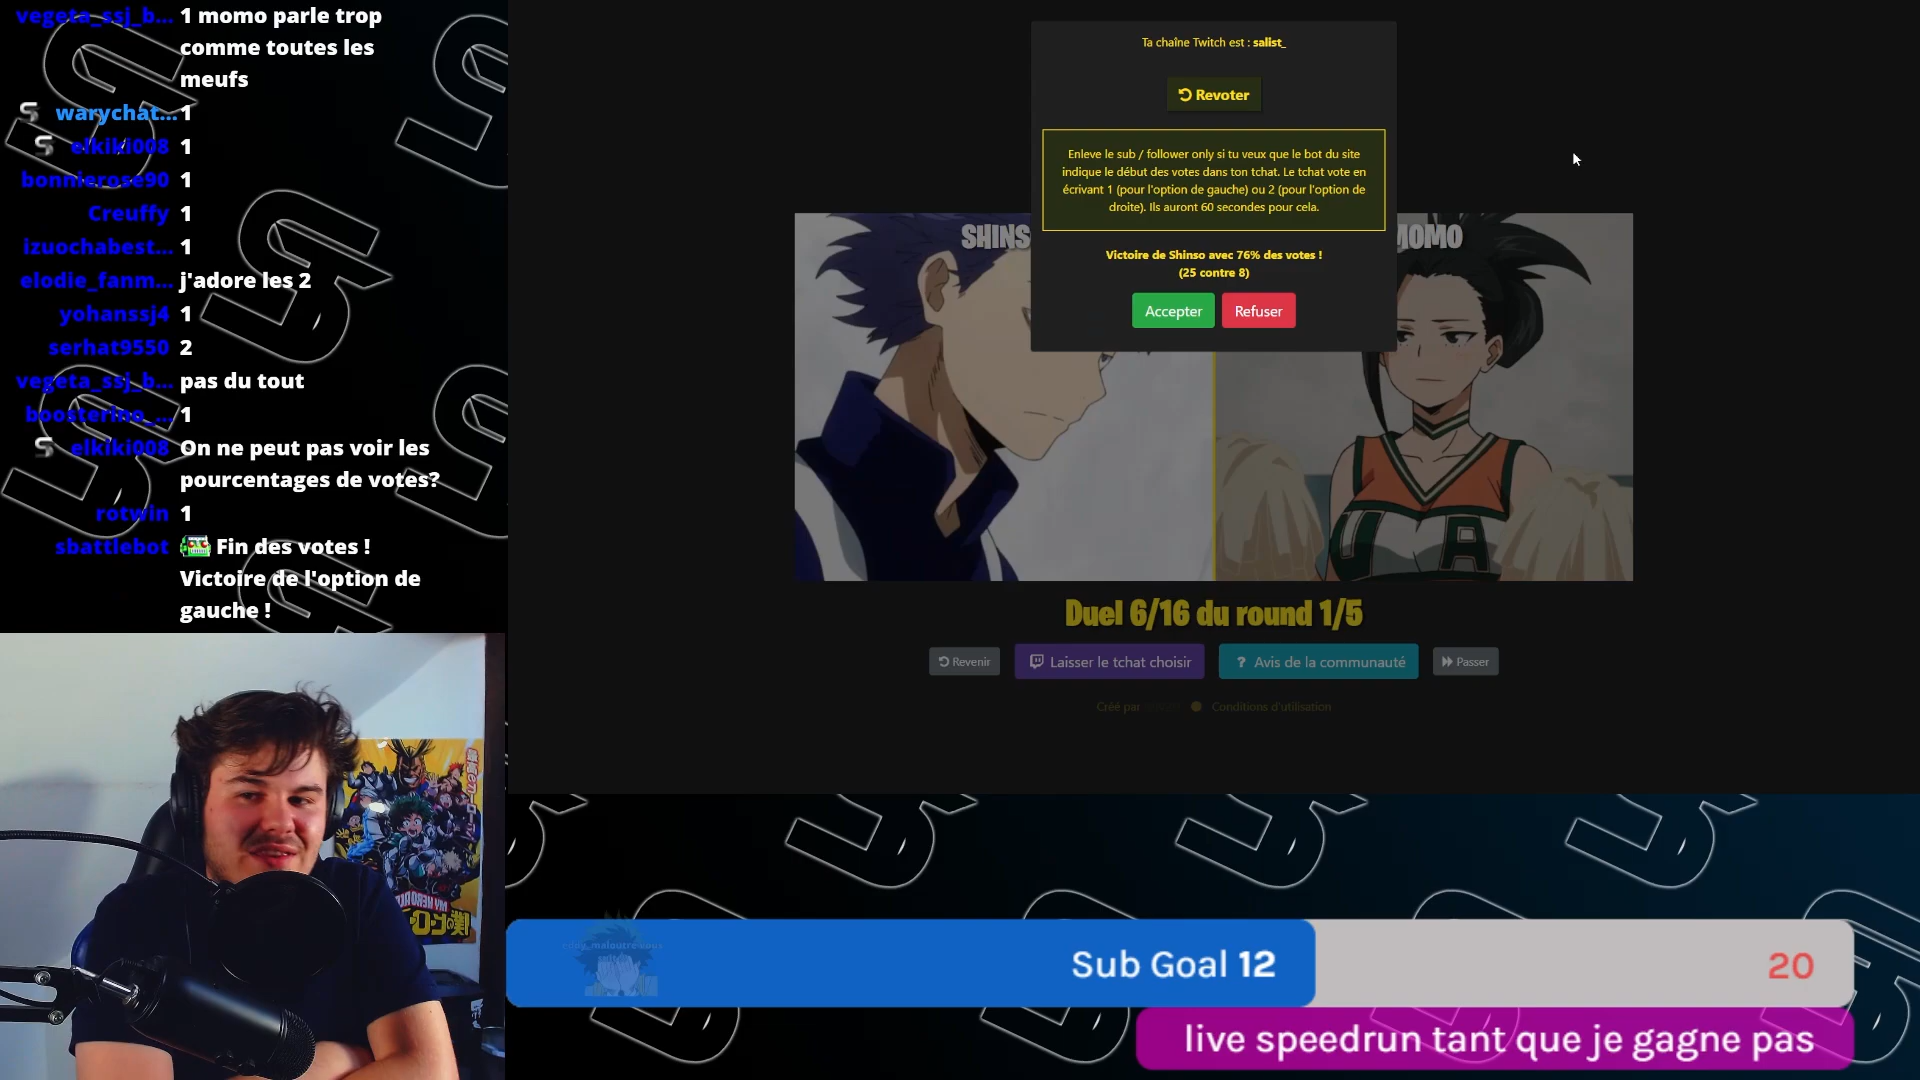 vegeta_ssj_b... 1 momo parle trop
comme toutes les
meufs
warychat... 1
elkiki008 1
bonnierose90 1
Creuffy 1
izuochabest... 1
elodie_fanm... j'adore les 2
yohanssj4 1
serhat9550 2
vegeta_ssj_b... pas du tout
boosterino_... 1
elkiki008 On ne peut pas voir les
pourcentages de votes?
rotwin 1
sbattlebot Fin des votes !
Victoire de l'option de
gauche !
Ta chaîne Twitch est : salist_
Revoter
Enleve le sub / follower only si tu veux que le bot du site
indique le début des votes dans ton tchat. Le tchat vote en
écrivant 1 (pour l'option de gauche) ou 2 (pour l'option de
droite). Ils auront 60 secondes pour cela.
Victoire de Shinso avec 76% des votes !
(25 contre 8)
Accepter Refuser
SHINS
MOMO
UA
Duel 6/16 du round 1/5
Revenir Laisser le tchat choisir ? Avis de la communauté Passer
Créé par
Conditions d'utilisation
MY HERO AC
Sub Goal 12
20
live speedrun tant que je gagne pas